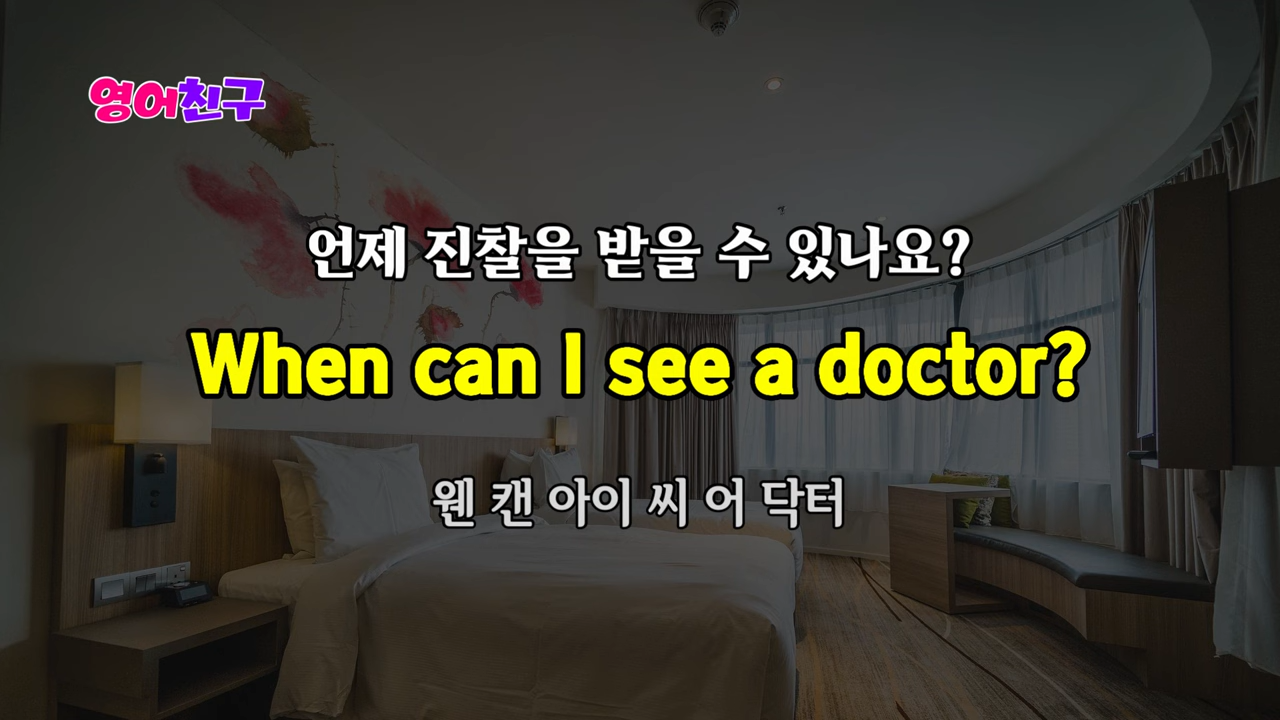 영어친구
언제 진찰을 받을 수 있나요?
When can I see a doctor?
웬 캔 아이 씨 어 닥터